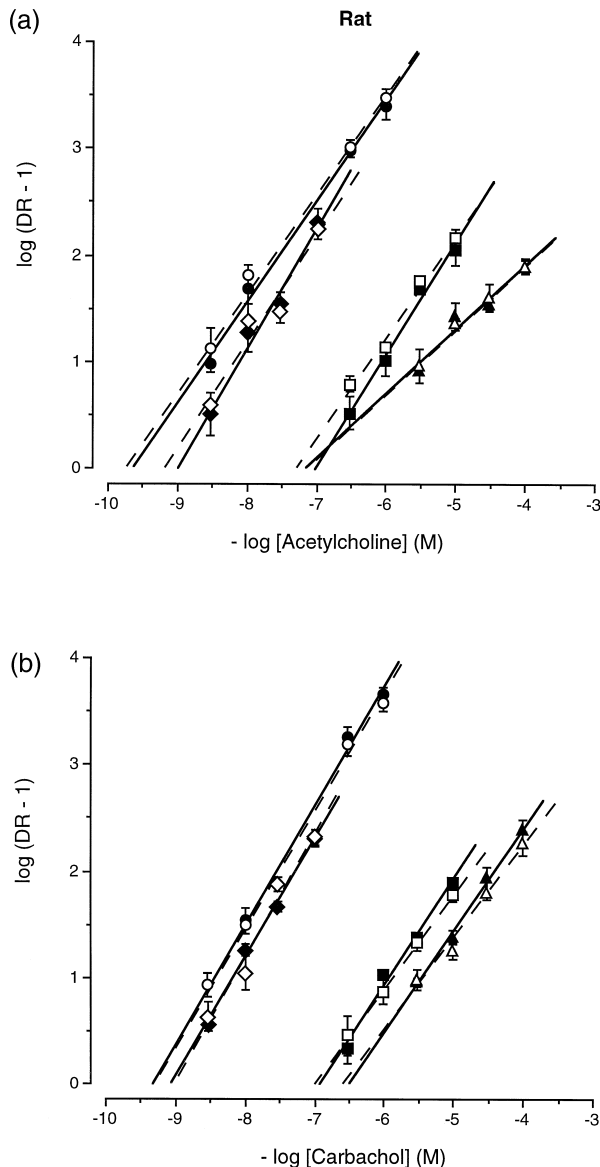 (a)
Rat
4
3
2
1
0
log (DR - 1)
-10 -9 -8 -7 -6 -5 -4 -3
- log [Acetylcholine] (M)
(b)
4
3
2
1
0
log (DR - 1)
-10 -9 -8 -7 -6 -5 -4 -3
- log [Carbachol] (M)